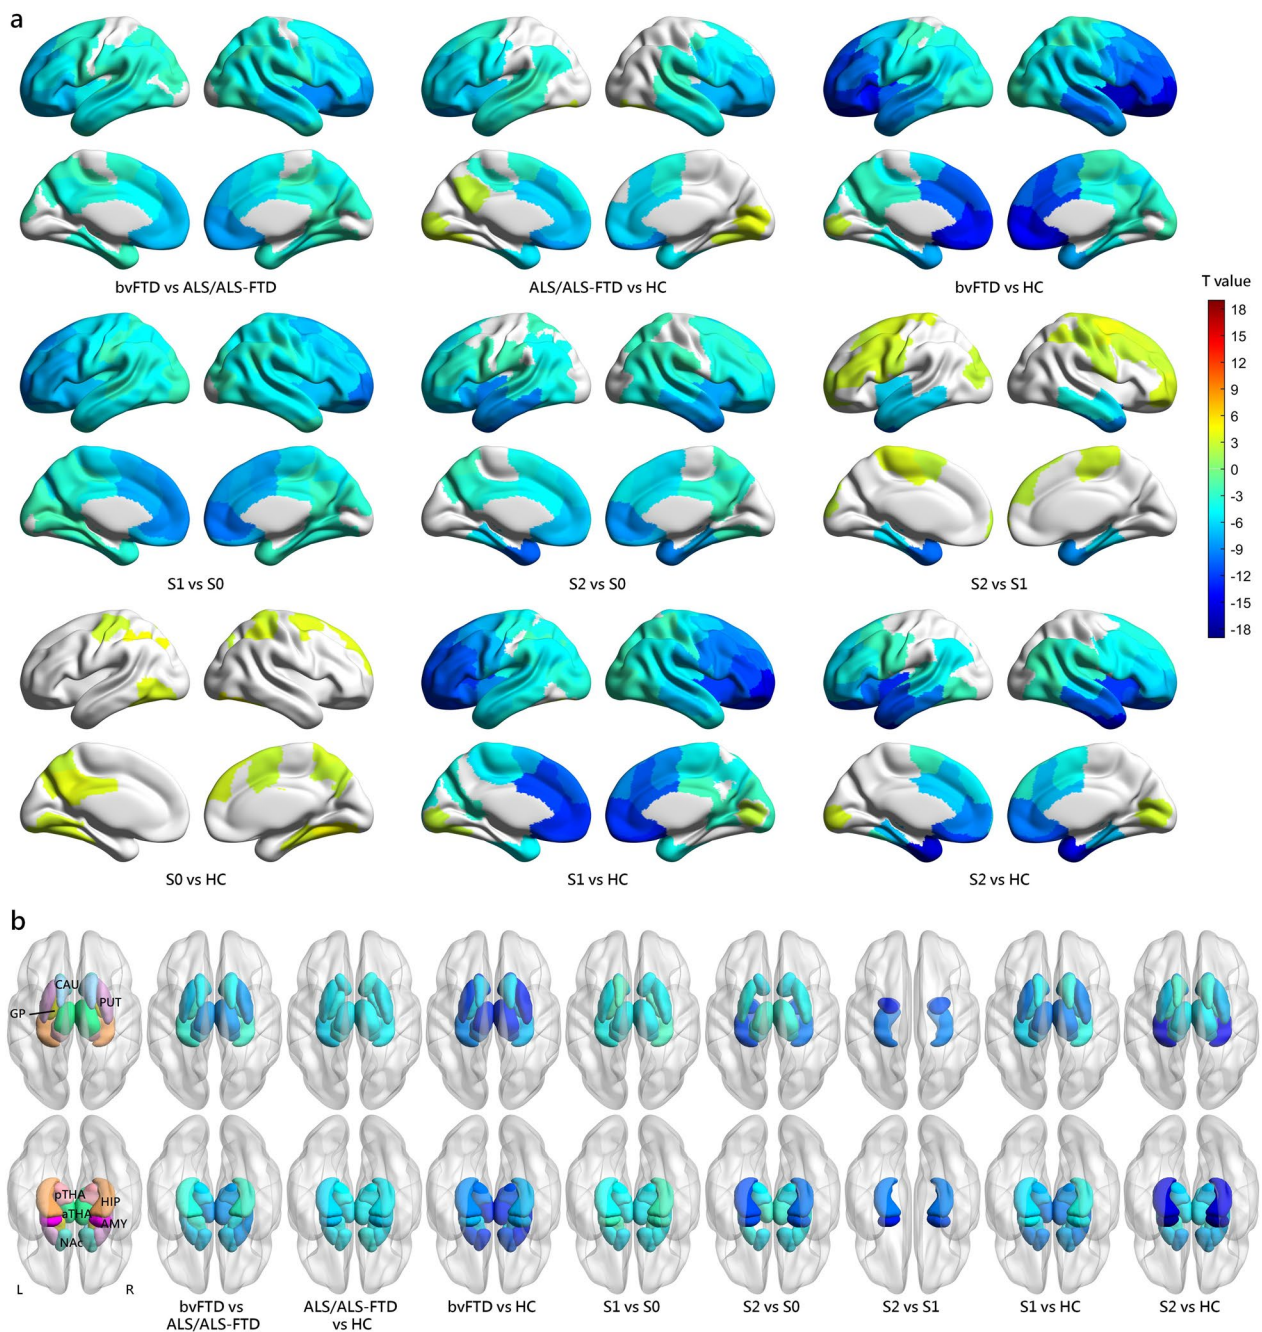 a
bvFTD vs ALS/ALS-FTD
ALS/ALS-FTD vs HC
bvFTD vs HC
T value
18
15
12
9
6
3
0
-3
-6
-9
-12
-15
-18
S1 vs S0
S2 vs S0
S2 vs S1
S0 vs HC
S1 vs HC
S2 vs HC
b
CAU
PUT
GP
pTHA
HIP
aTHA
AMY
NAc
L
R
bvFTD vs
ALS/ALS-FTD
ALS/ALS-FTD
vs HC
bvFTD vs HC
S1 vs S0
S2 vs S0
S2 vs S1
S1 vs HC
S2 vs HC